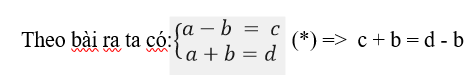 Theo bài ra ta có: {a − b = c (*) => c + b = d - b
a + b = d